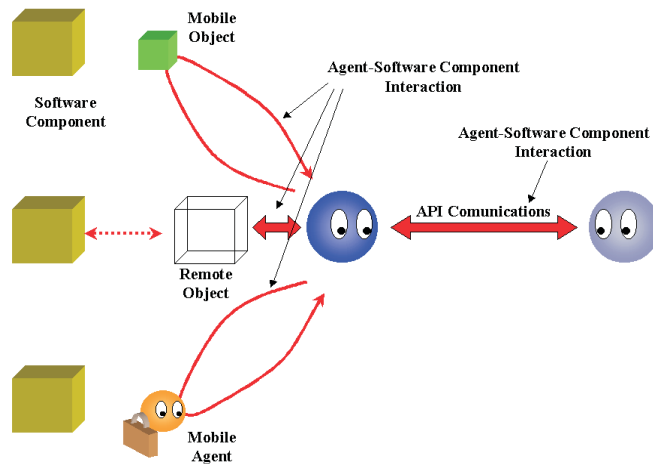 Mobile
Object
Agent-Software Component
Interaction
Software
Component
Agent-Software Component
Interaction
API Comunications
Remote
Object
Mobile
Agent